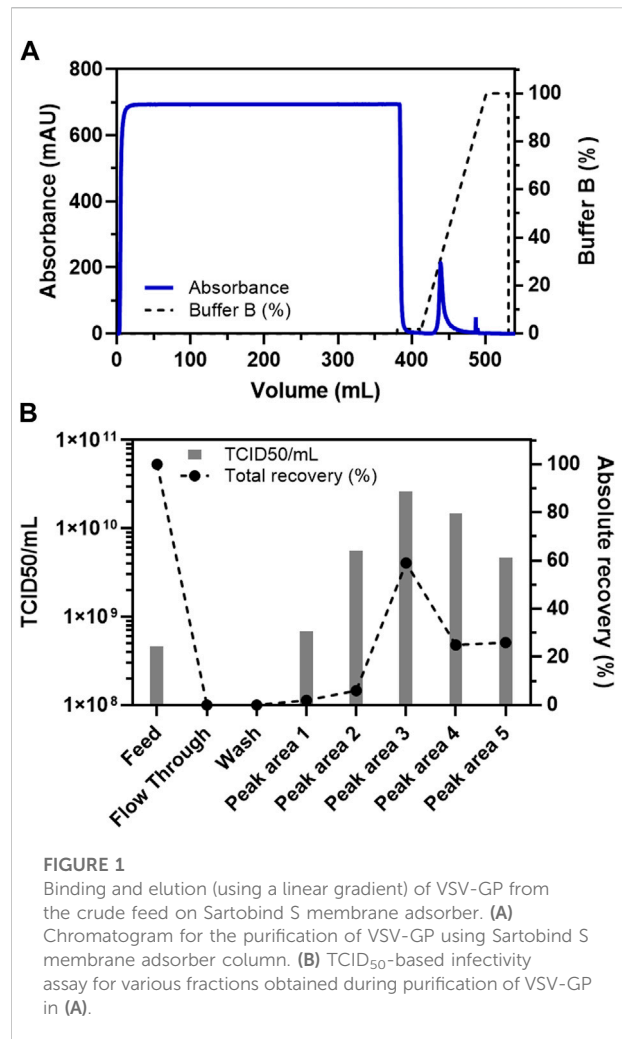 A
800
600
400
200
0
Absorbance (mAU)
100
80
60
40
20
0
Buffer B (%)
Absorbance
Buffer B (%)
0
100
200
300
400
500
Volume (mL)
B
1×10¹¹
1×10¹⁰
1×10⁹
1×10⁸
TCID50/mL
TCID50/mL
Total recovery (%)
100
80
60
40
20
0
Absolute recovery (%)
Feed
Flow Through
Wash
Peak area 1
Peak area 2
Peak area 3
Peak area 4
Peak area 5
FIGURE 1
Binding and elution (using a linear gradient) of VSV-GP from
the crude feed on Sartobind S membrane adsorber. (A)
Chromatogram for the purification of VSV-GP using Sartobind S
membrane adsorber column. (B) TCID₅₀-based infectivity
assay for various fractions obtained during purification of VSV-GP
in (A).